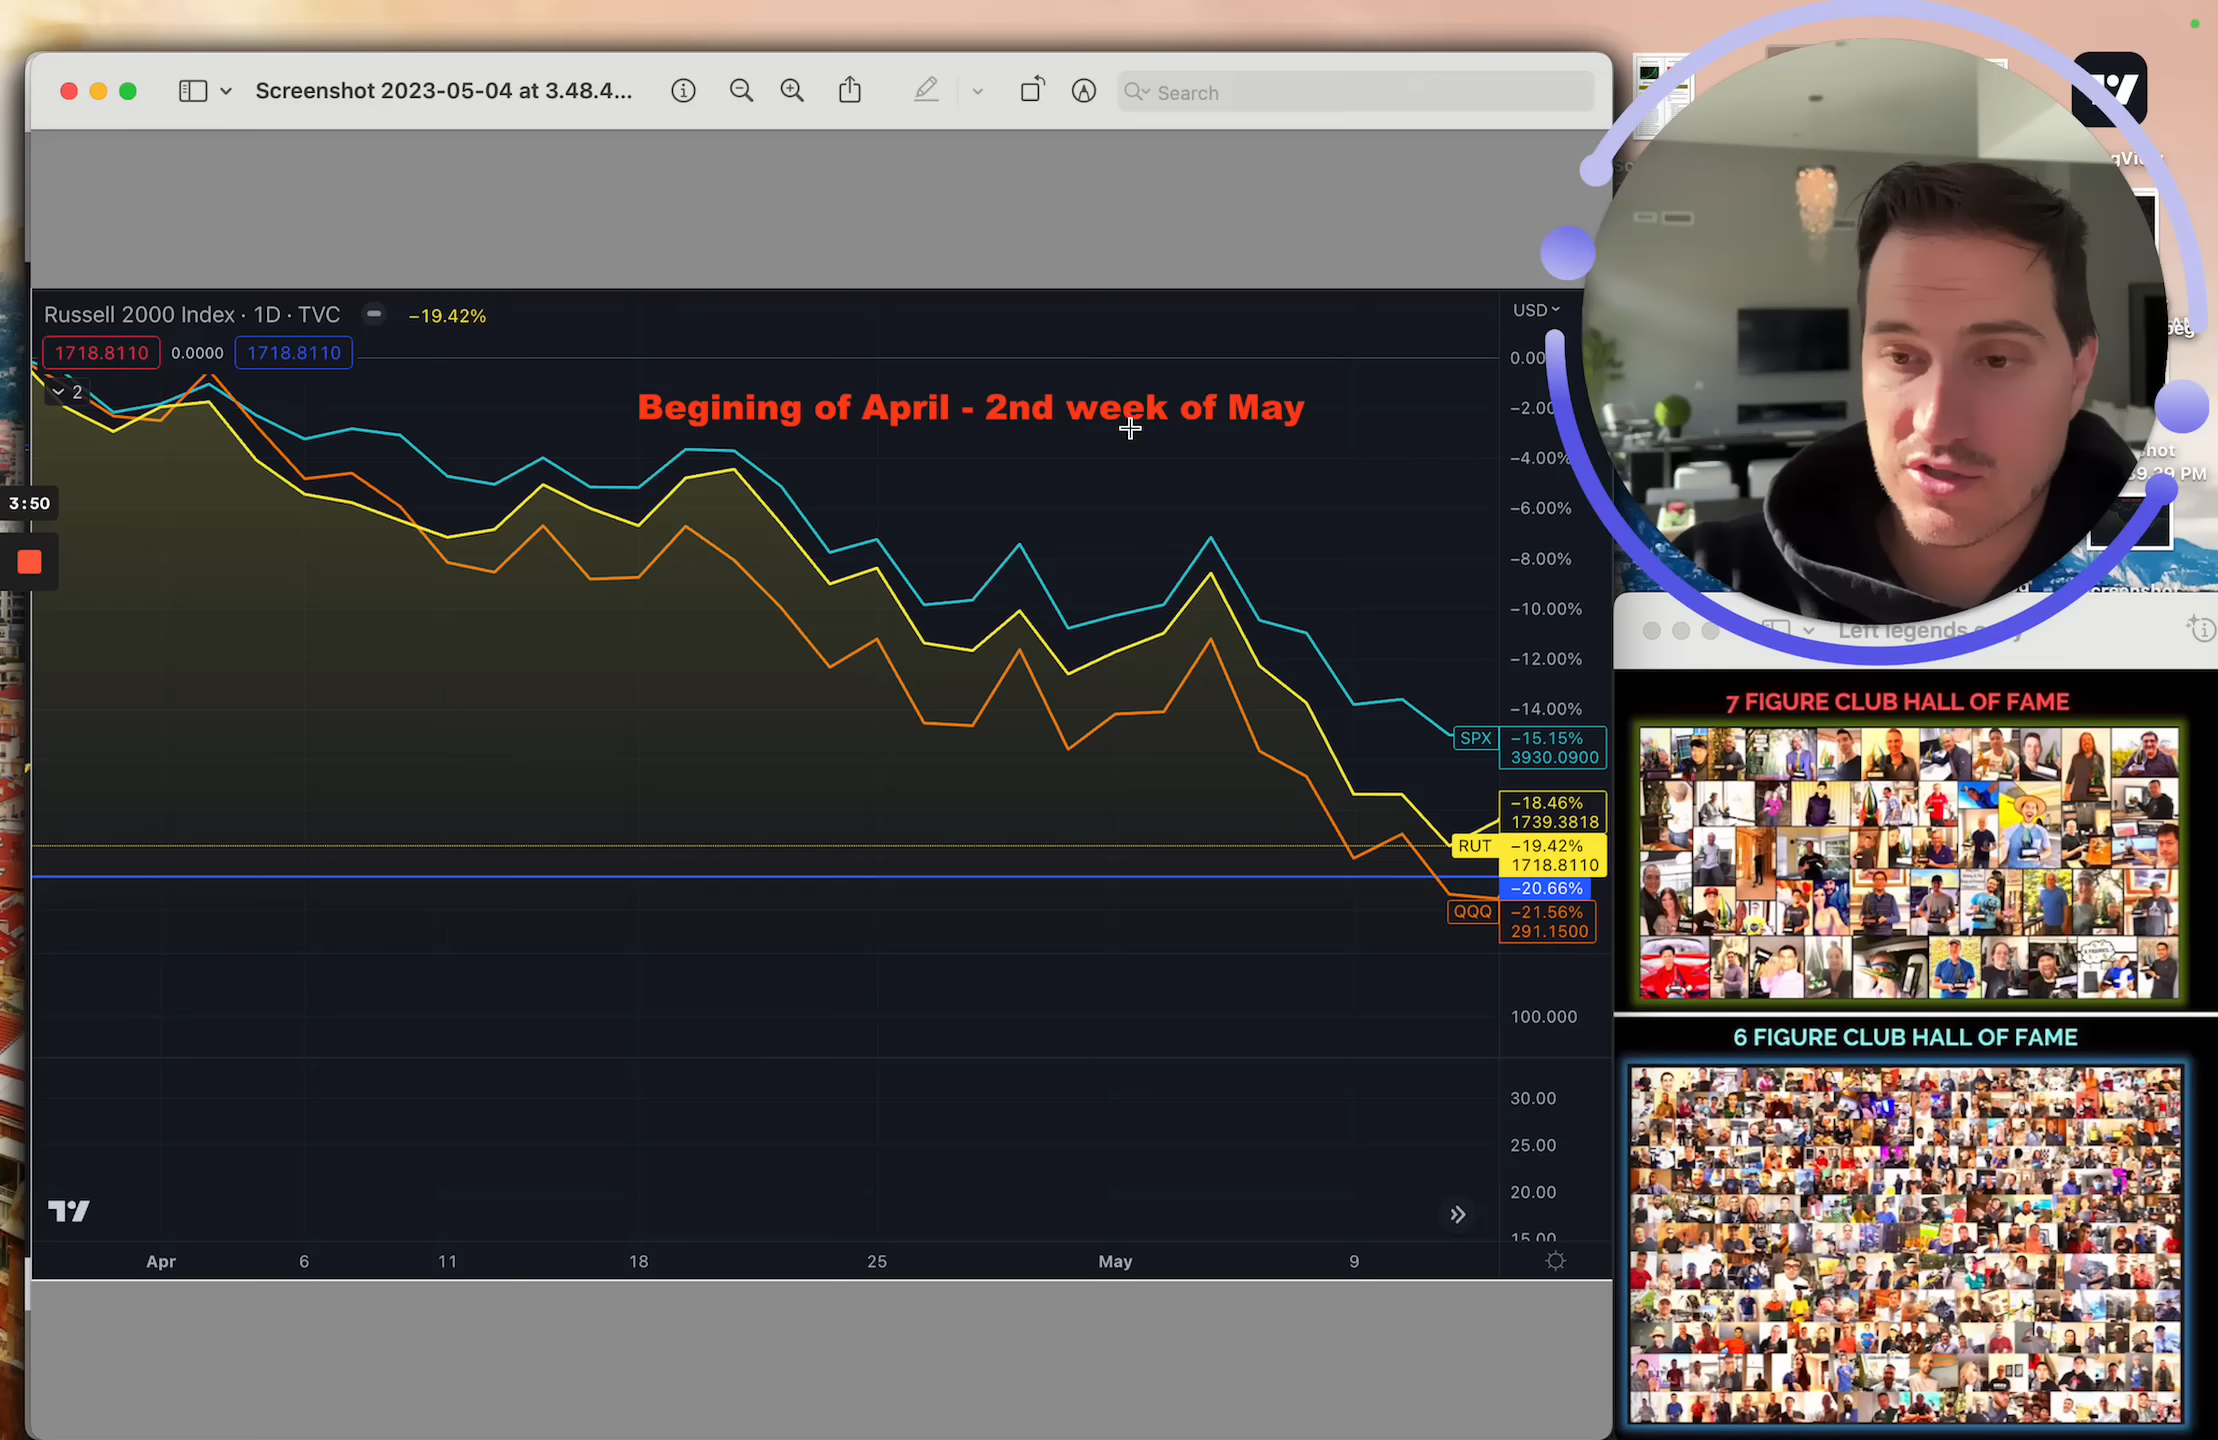 Screenshot 2023-05-04 at 3.48.4...
Search
Russell 2000 Index · 1D · TVC
−19.42%
USD
1718.8110 0.0000 1718.8110
2
Begining of April - 2nd week of May
0.00
−2.00
−4.00%
−6.00%
−8.00%
−10.00%
−12.00%
−14.00%
SPX −15.15%
3930.0900
−18.46%
1739.3818
RUT −19.42%
1718.8110
−20.66%
QQQ −21.56%
291.1500
100.000
30.00
25.00
20.00
15.00
Apr 6 11 18 25 May 9
3:50
Left legends
7 FIGURE CLUB HALL OF FAME
6 FIGURE CLUB HALL OF FAME